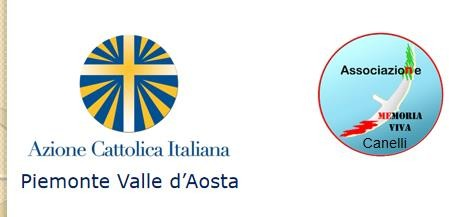 Azione Cattolica Italiana
Piemonte Valle d’Aosta
Associazione
MEMORIA
VIVA
Canelli